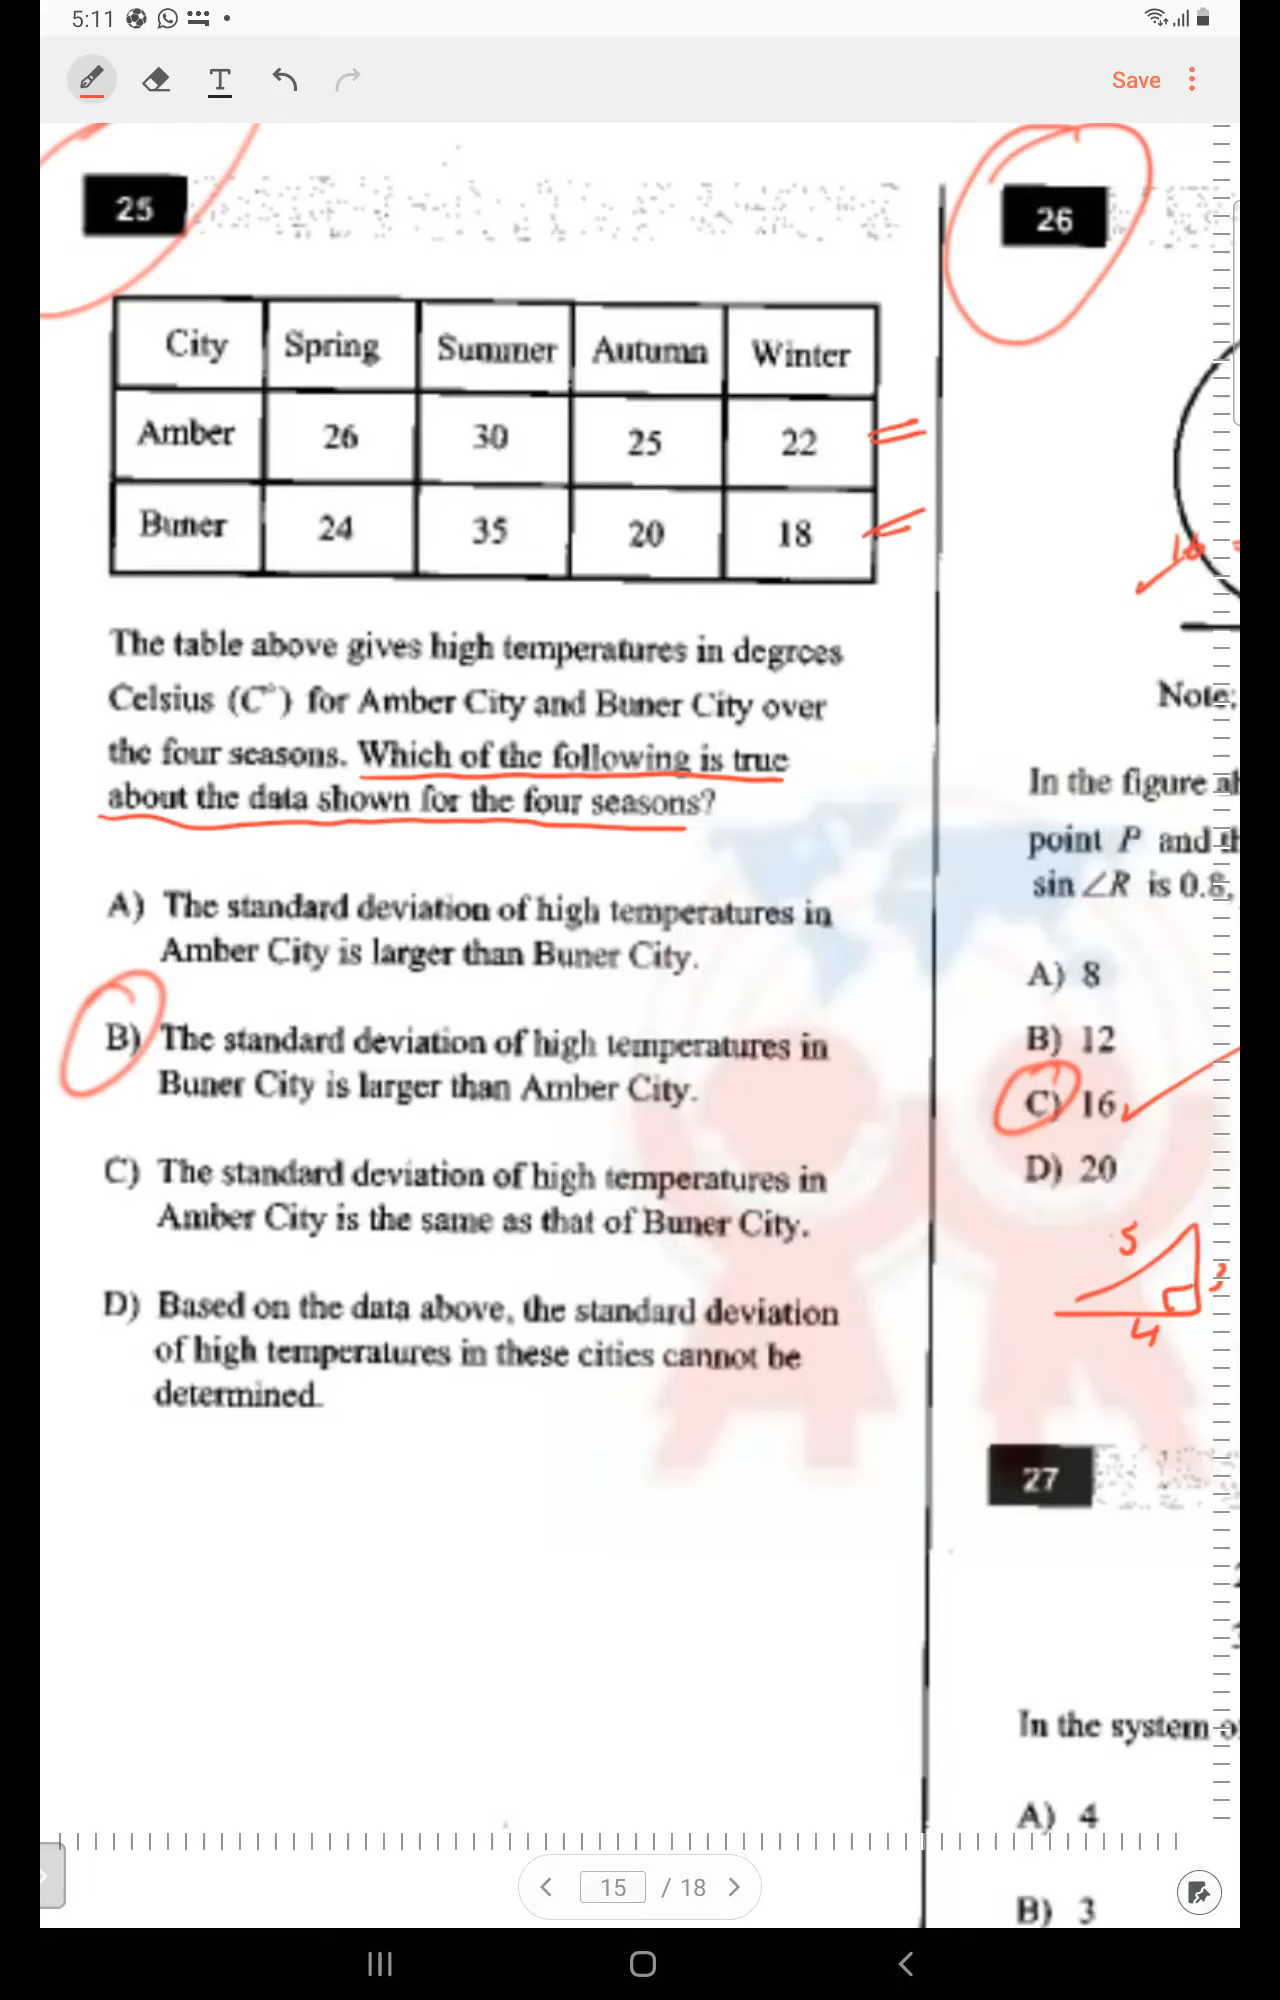 5:11
Save
25
City Spring Summer Autumn Winter
Amber 26 30 25 22
Buner 24 35 20 18
The table above gives high temperatures in degrees
Celsius (C°) for Amber City and Buner City over
the four seasons. Which of the following is true
about the data shown for the four seasons?
A) The standard deviation of high temperatures in
Amber City is larger than Buner City.
B) The standard deviation of high temperatures in
Buner City is larger than Amber City.
C) The standard deviation of high temperatures in
Amber City is the same as that of Buner City.
D) Based on the data above, the standard deviation
of high temperatures in these cities cannot be
determined.
26
16
Note:
In the figure
point P and
sin ∠R is 0.8,
A) 8
B) 12
C) 16
D) 20
5
4
27
In the system
A) 4
B) 3
15 / 18